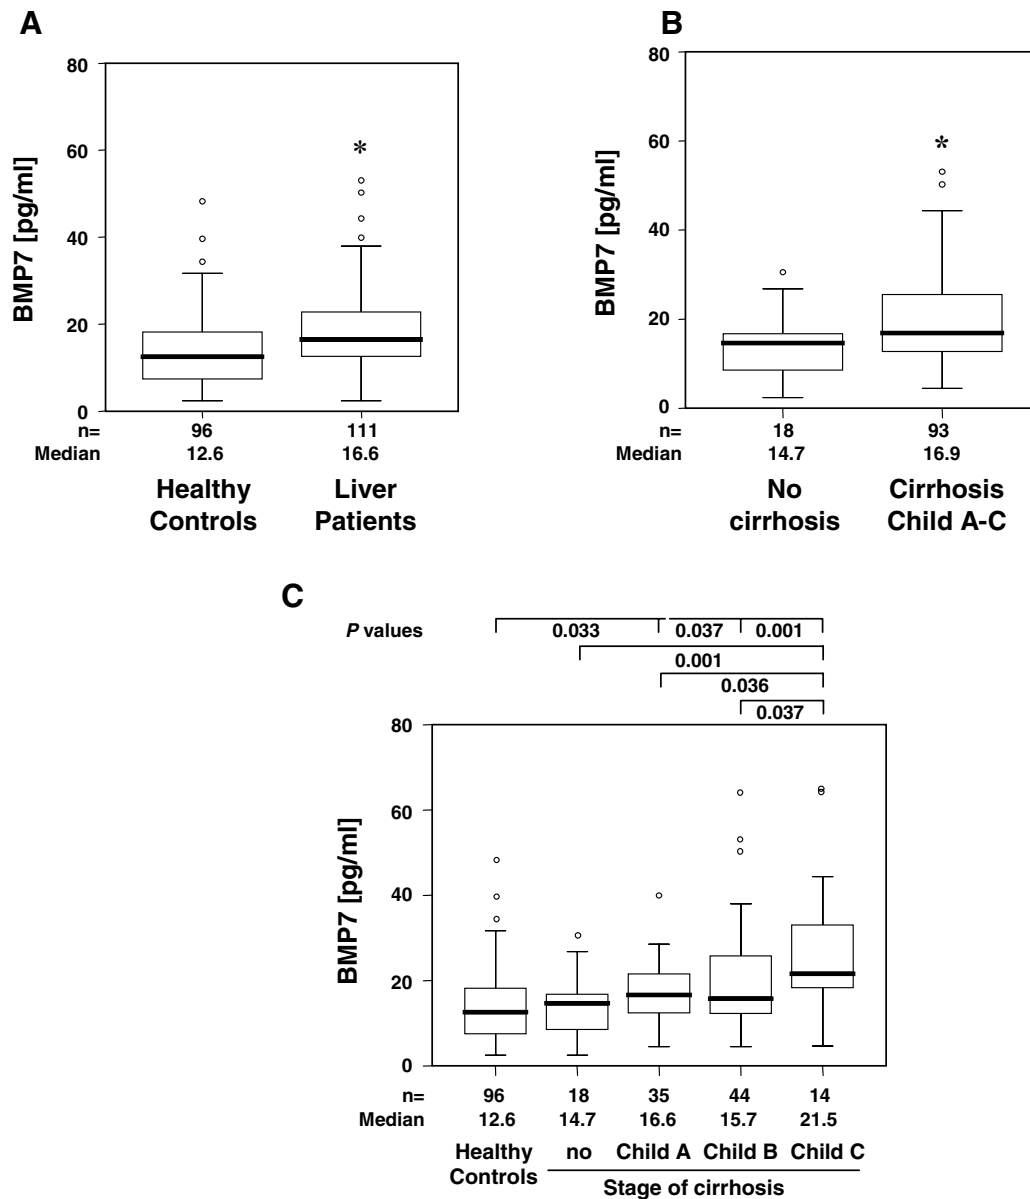 A
80
60
40
20
0
BMP7 [pg/ml]
*
n= 96 111
Median 12.6 16.6
Healthy Controls
Liver Patients
B
80
60
40
20
0
BMP7 [pg/ml]
*
n= 18 93
Median 14.7 16.9
No cirrhosis
Cirrhosis Child A-C
C
P values
0.033 0.037 0.001
0.001
0.036
0.037
80
60
40
20
0
BMP7 [pg/ml]
n= 96 18 35 44 14
Median 12.6 14.7 16.6 15.7 21.5
Healthy Controls
no Child A Child B Child C
Stage of cirrhosis